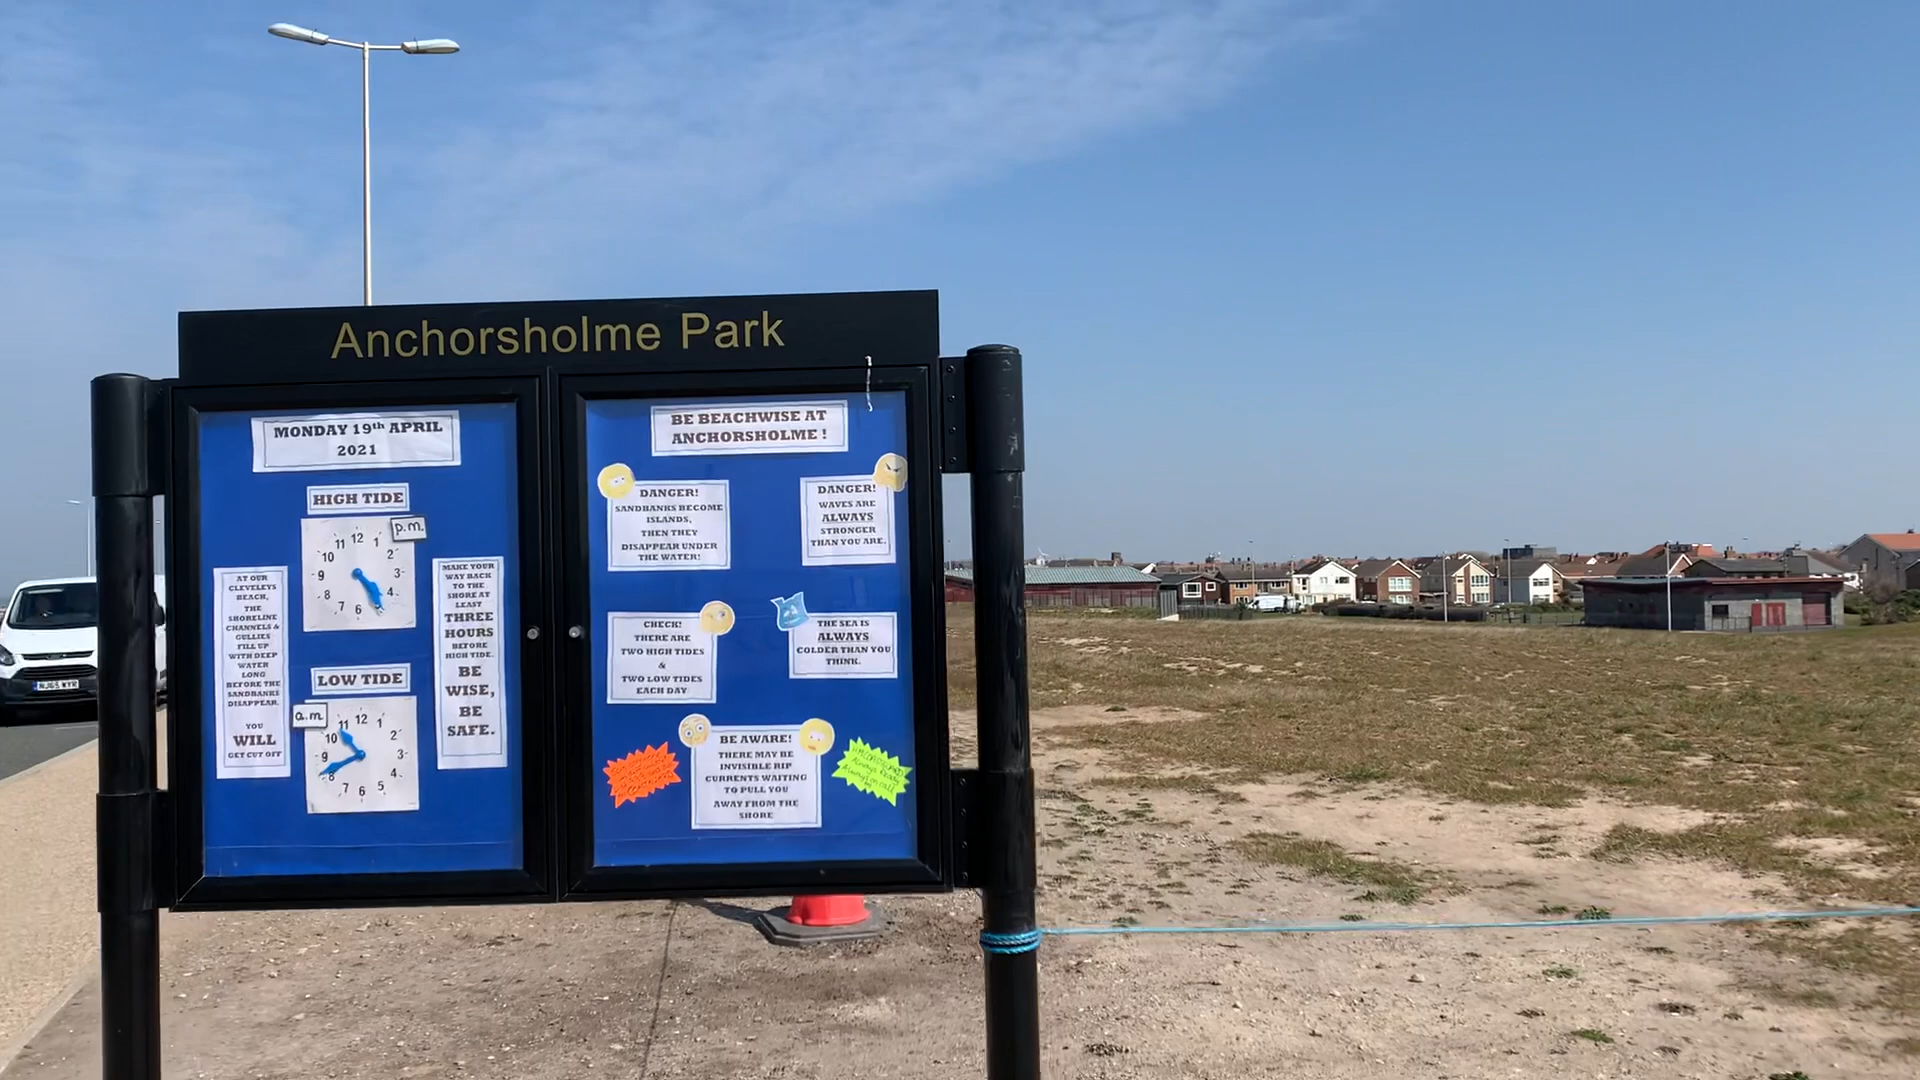 Anchorsholme Park
MONDAY 19th APRIL
2021
HIGH TIDE
p.m.
12
1
2
3
4
6
7
8
9
10
11
AT OUR
CLEVELEYS
BEACH,
THE
SHORELINE
CHANNELS &
GULLIES
FILL UP
WITH DEEP
WATER
LONG
BEFORE THE
SANDBANKS
DISAPPEAR.
YOU
WILL
GET CUT OFF
MAKE YOUR
WAY BACK
TO THE
SHORE AT
LEAST
THREE
HOURS
BEFORE
HIGH TIDE.
BE
WISE,
BE
SAFE.
LOW TIDE
a.m.
12
1
2
3
4
5
6
7
8
9
10
11
BE BEACHWISE AT
ANCHORSHOLME !
DANGER!
SANDBANKS BECOME
ISLANDS,
THEN THEY
DISAPPEAR UNDER
THE WATER!
DANGER!
WAVES ARE
ALWAYS
STRONGER
THAN YOU ARE.
CHECK!
THERE ARE
TWO HIGH TIDES
&
TWO LOW TIDES
EACH DAY
THE SEA IS
ALWAYS
COLDER THAN YOU
THINK.
BE AWARE!
THERE MAY BE
INVISIBLE RIP
CURRENTS WAITING
TO PULL YOU
AWAY FROM THE
SHORE
Always Ready
Always on call
NJ65 WYR